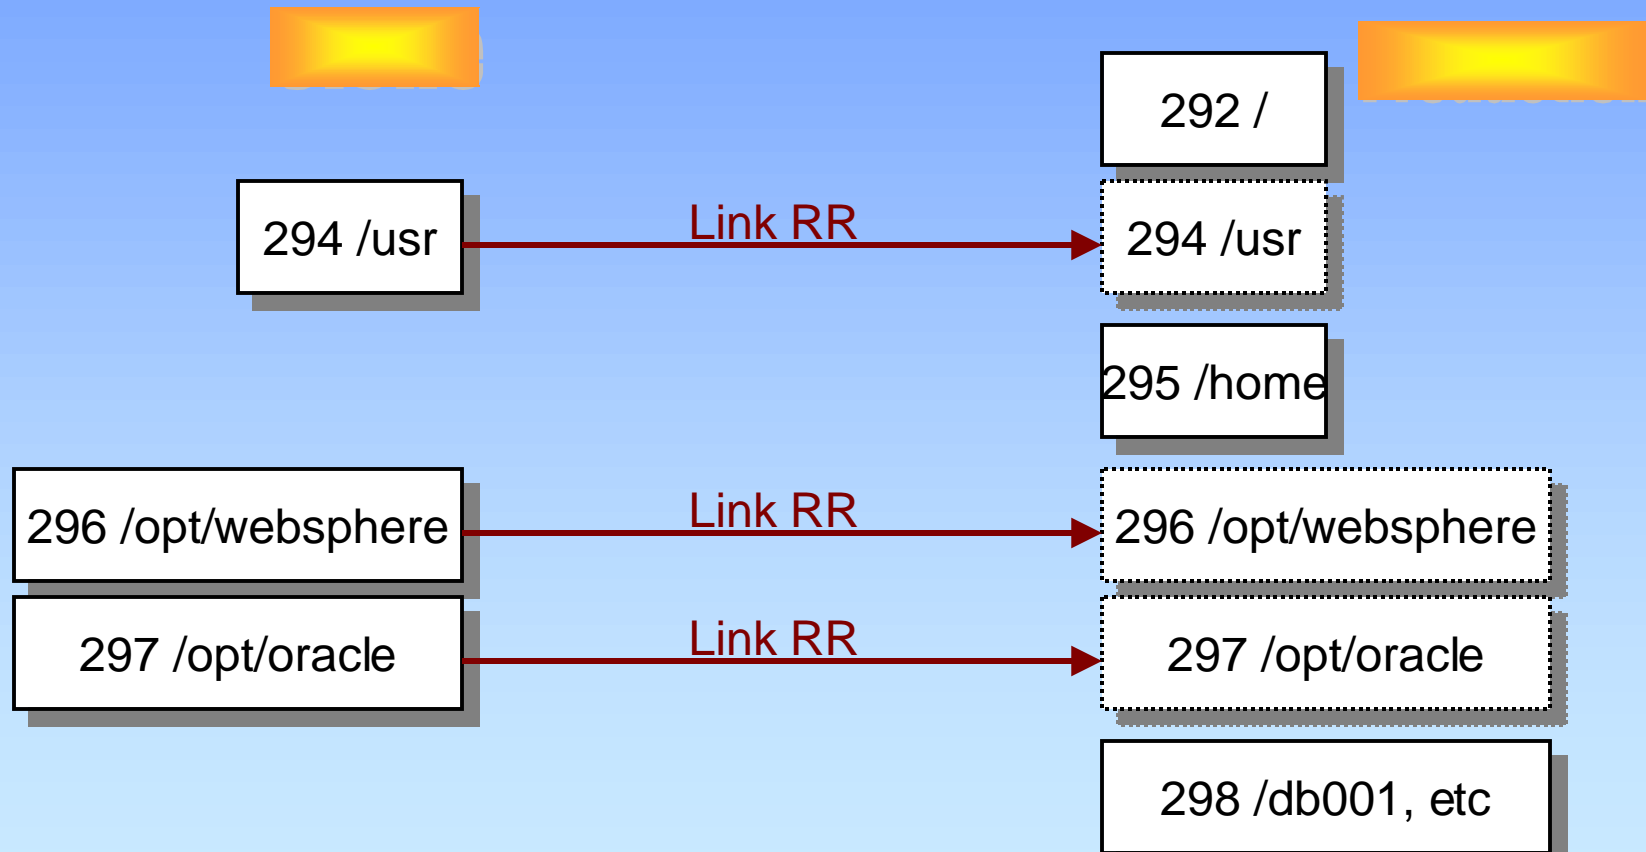 292 /
294 /usr
Link RR
294 /usr
295 /home
296 /opt/websphere
Link RR
296 /opt/websphere
297 /opt/oracle
Link RR
297 /opt/oracle
298 /db001, etc